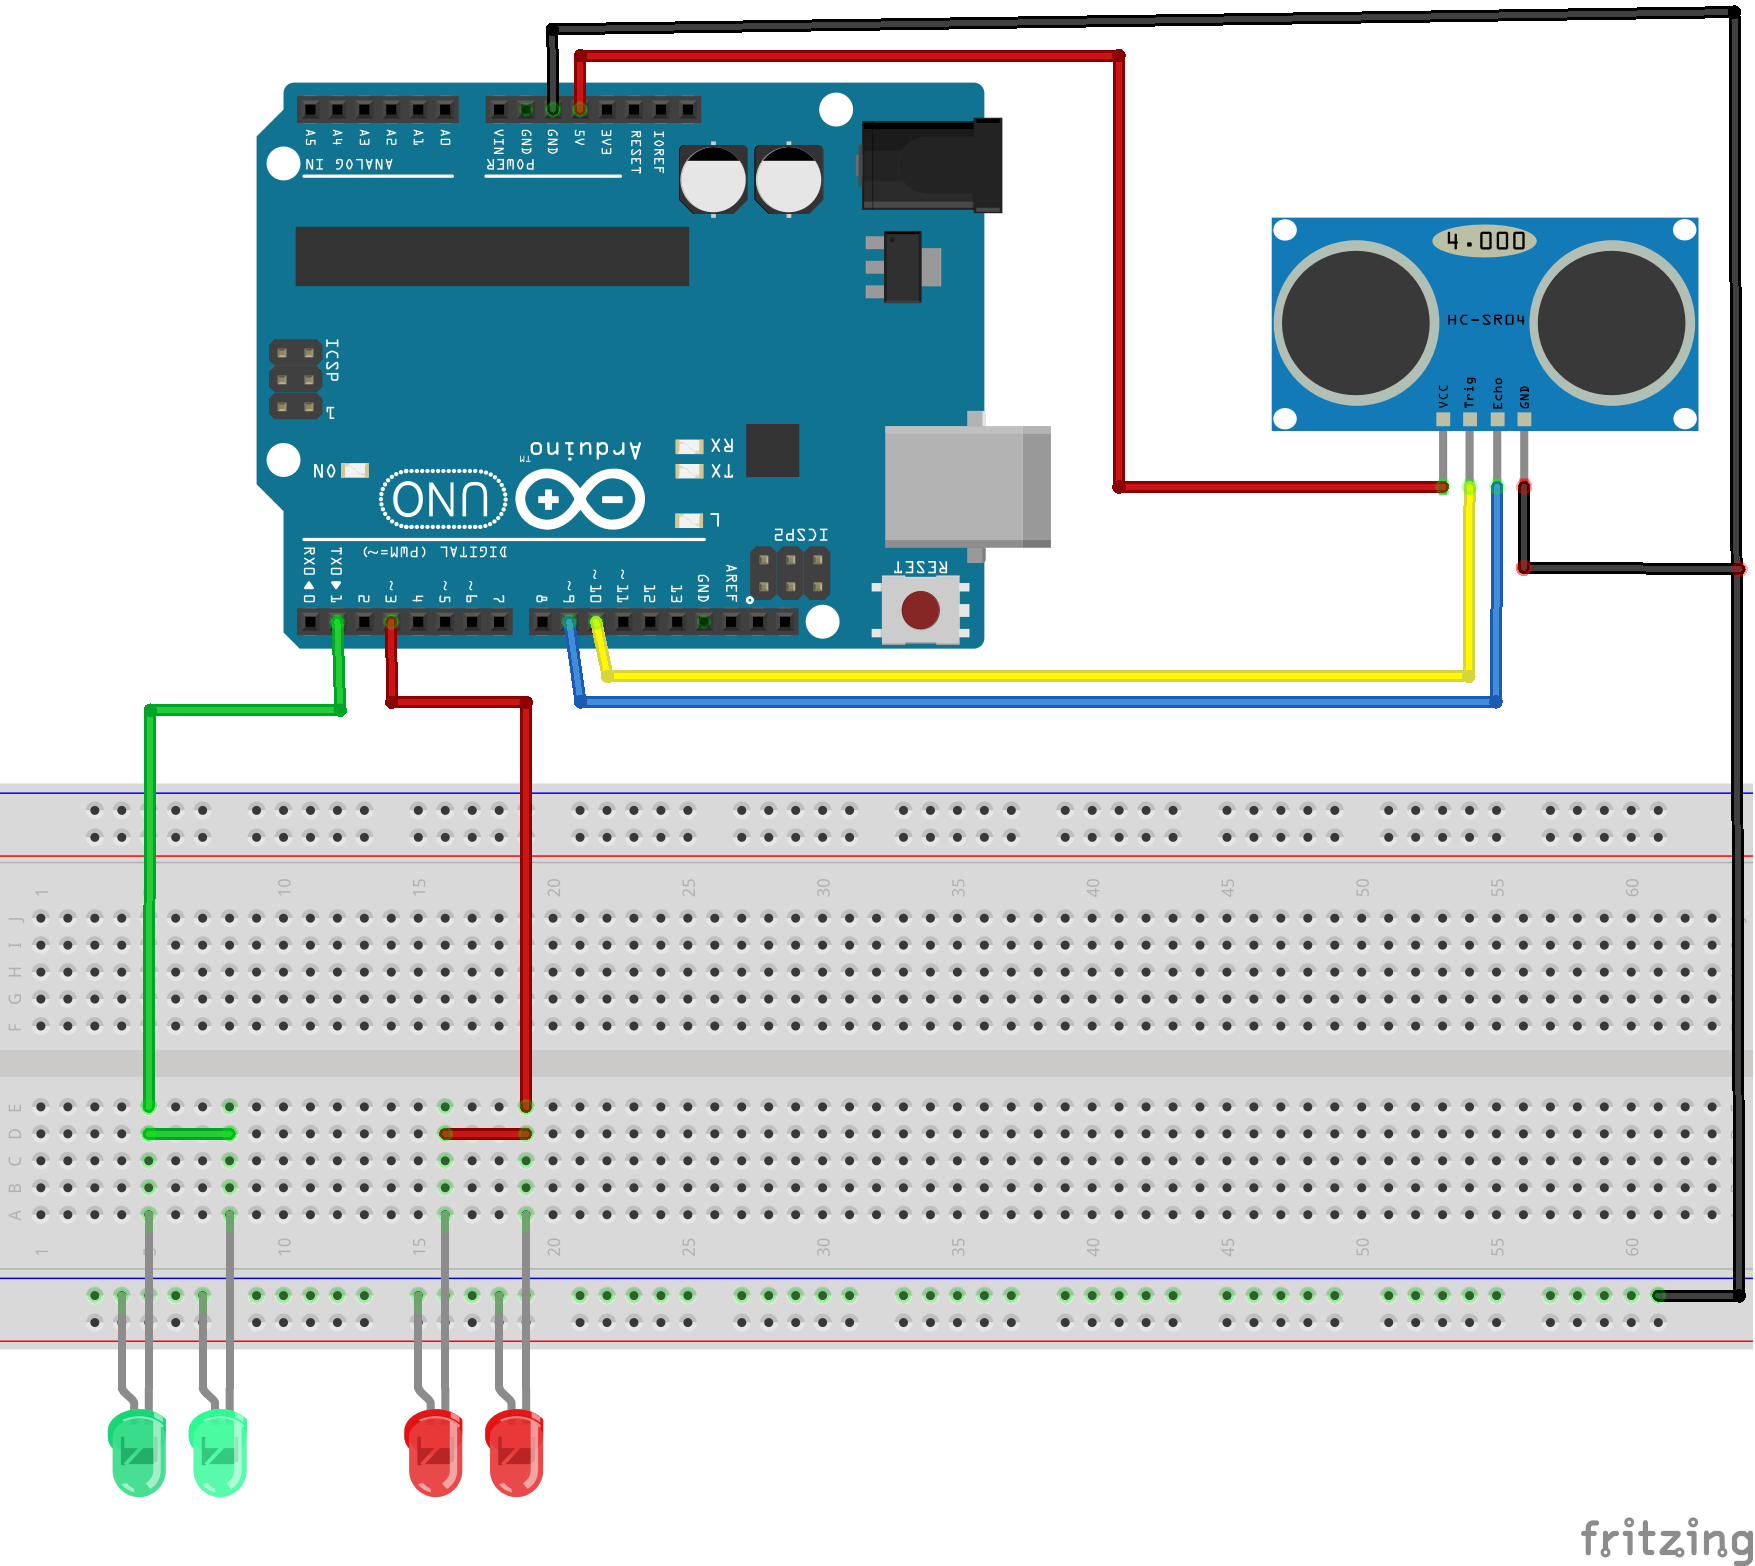 A5 A4 A3 A2 A1 A0
ANALOG IN
VIN GND GND 5V 3V3 RESET IOREF
POWER
4.000
HC-SR04
VCC Trig Echo GND
ICSP
1
Arduino™
UNO
ON
RX
TX
L
ICSP2
RESET
DIGITAL (PWM=~)
RX0◀0 TX0▶1 2 ~3 4 ~5 ~6 7 8 ~9 ~10 ~11 12 13 GND AREF
1 10 15 20 25 30 35 40 45 50 55 60
J
I
H
G
F
E
D
C
B
A
1 5 10 15 20 25 30 35 40 45 50 55 60
fritzing